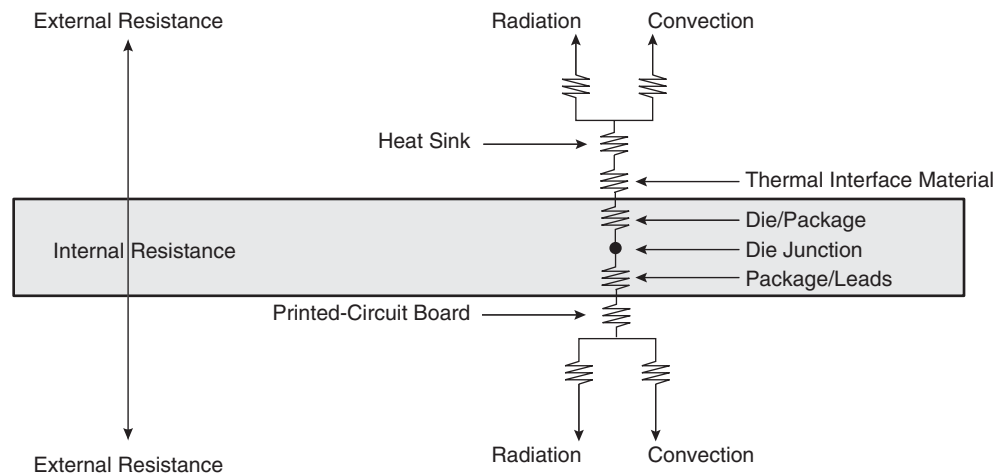 External Resistance
Radiation
Convection
Heat Sink
Thermal Interface Material
Die/Package
Internal Resistance
Die Junction
Package/Leads
Printed-Circuit Board
External Resistance
Radiation
Convection